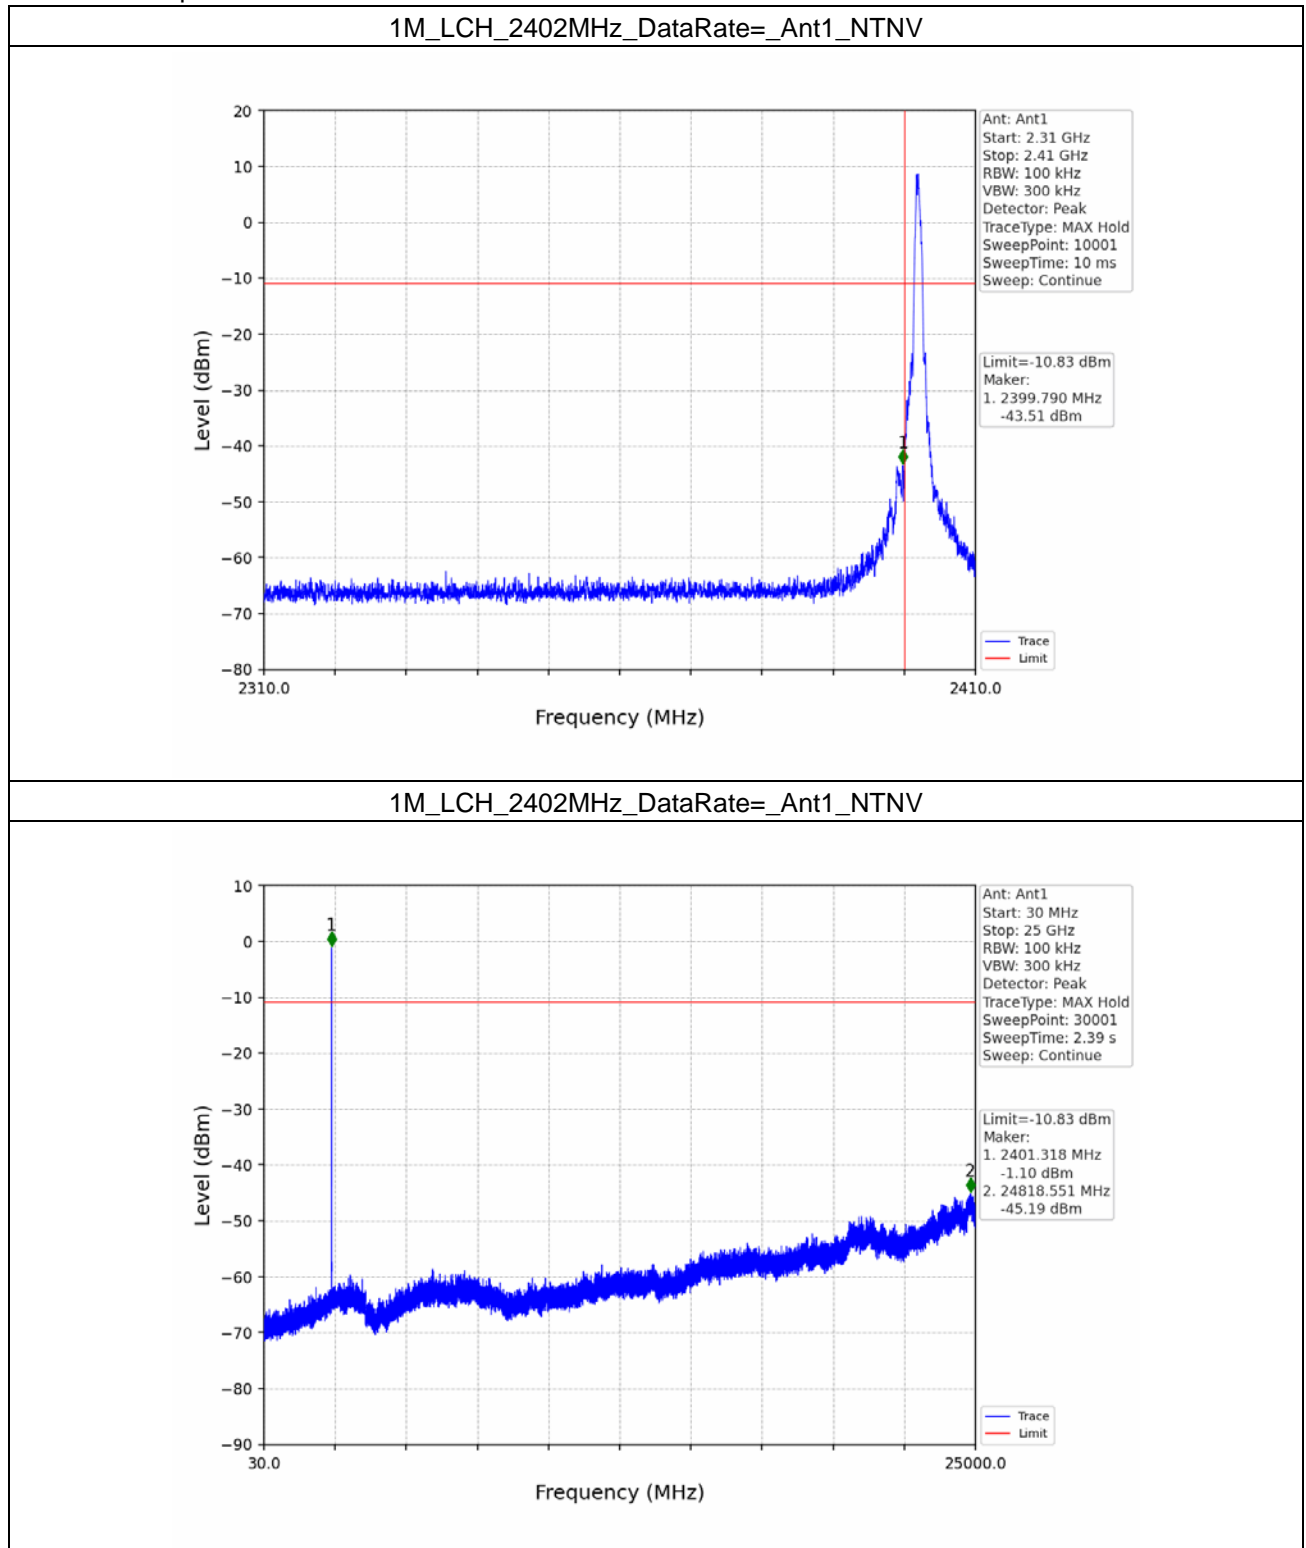 1M_LCH_2402MHz_DataRate=_Ant1_NTNV
20
10
0
−10
−20
−30
−40
−50
−60
−70
−80
Level (dBm)
1
2310.0
2410.0
Frequency (MHz)
Ant: Ant1
Start: 2.31 GHz
Stop: 2.41 GHz
RBW: 100 kHz
VBW: 300 kHz
Detector: Peak
TraceType: MAX Hold
SweepPoint: 10001
SweepTime: 10 ms
Sweep: Continue
Limit=-10.83 dBm
Maker:
1. 2399.790 MHz
-43.51 dBm
Trace
Limit
1M_LCH_2402MHz_DataRate=_Ant1_NTNV
10
0
−10
−20
−30
−40
−50
−60
−70
−80
−90
Level (dBm)
1
2
30.0
25000.0
Frequency (MHz)
Ant: Ant1
Start: 30 MHz
Stop: 25 GHz
RBW: 100 kHz
VBW: 300 kHz
Detector: Peak
TraceType: MAX Hold
SweepPoint: 30001
SweepTime: 2.39 s
Sweep: Continue
Limit=-10.83 dBm
Maker:
1. 2401.318 MHz
-1.10 dBm
2. 24818.551 MHz
-45.19 dBm
Trace
Limit